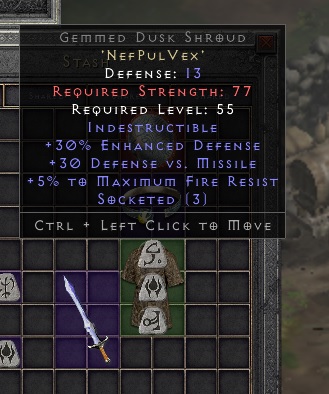 Gemmed Dusk Shroud
'NefPulVex'
Stash
Defense: 13
Required Strength: 77
Required Level: 55
Indestructible
+30% Enhanced Defense
+30 Defense vs. Missile
+5% to Maximum Fire Resist
Socketed (3)
Ctrl + Left Click to Move